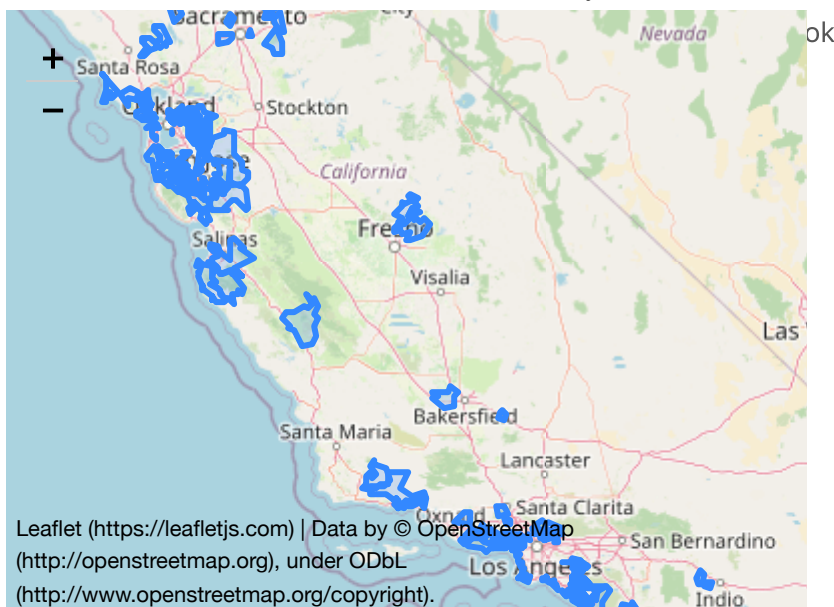 Sacramento
City
Nevada
ok
+
Santa Rosa
−
Oakland
Stockton
California
Salinas
Fresno
Visalia
Las
Bakersfield
Santa Maria
Lancaster
Oxnard
Santa Clarita
Leaflet (https://leafletjs.com) | Data by © OpenStreetMap
(http://openstreetmap.org), under ODbL
(http://www.openstreetmap.org/copyright).
San Bernardino
Los Angeles
Indio